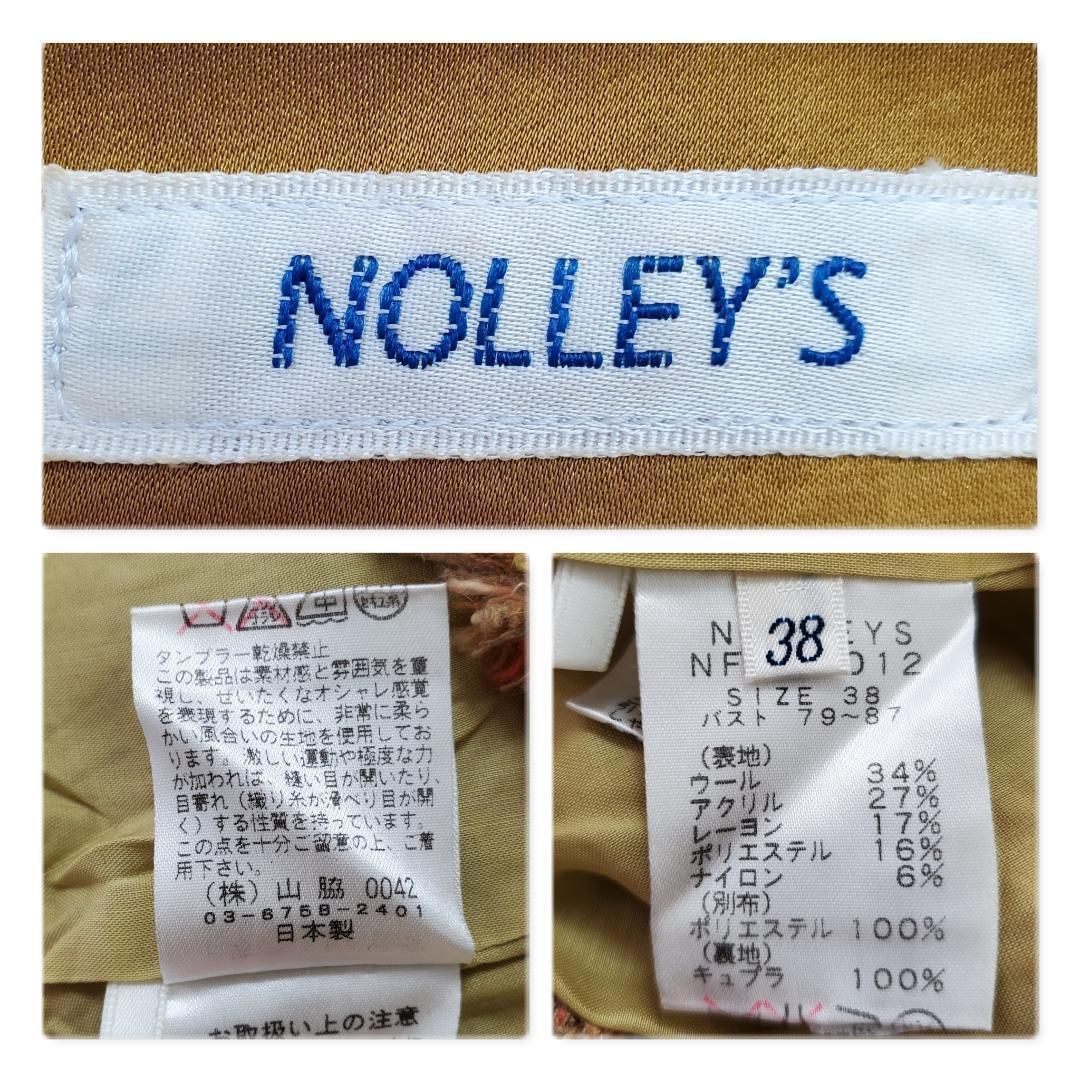 NOLLEY'S
タンブラー乾燥禁止
この製品は素材感と雰囲気を重
視し、ぜいたくなオシャレ感覚
を表現するために、非常に柔ら
かい風合いの生地を使用してお
ります。激しい運動や極度な力
が加われば、縫い目が開いたり、
目寄れ（織り糸が滑べり目が開
く）する性質を持っています。
この点を十分ご留意の上、ご着
用下さい。
（株）山脇 0042
03-6758-2401
日本製
お取扱い上の注意
38
N EYS
NF 012
SIZE 38
バスト 79~87
（表地）
ウール 34%
アクリル 27%
レーヨン 17%
ポリエステル 16%
ナイロン 6%
（別布）
ポリエステル 100%
（裏地）
キュプラ 100%